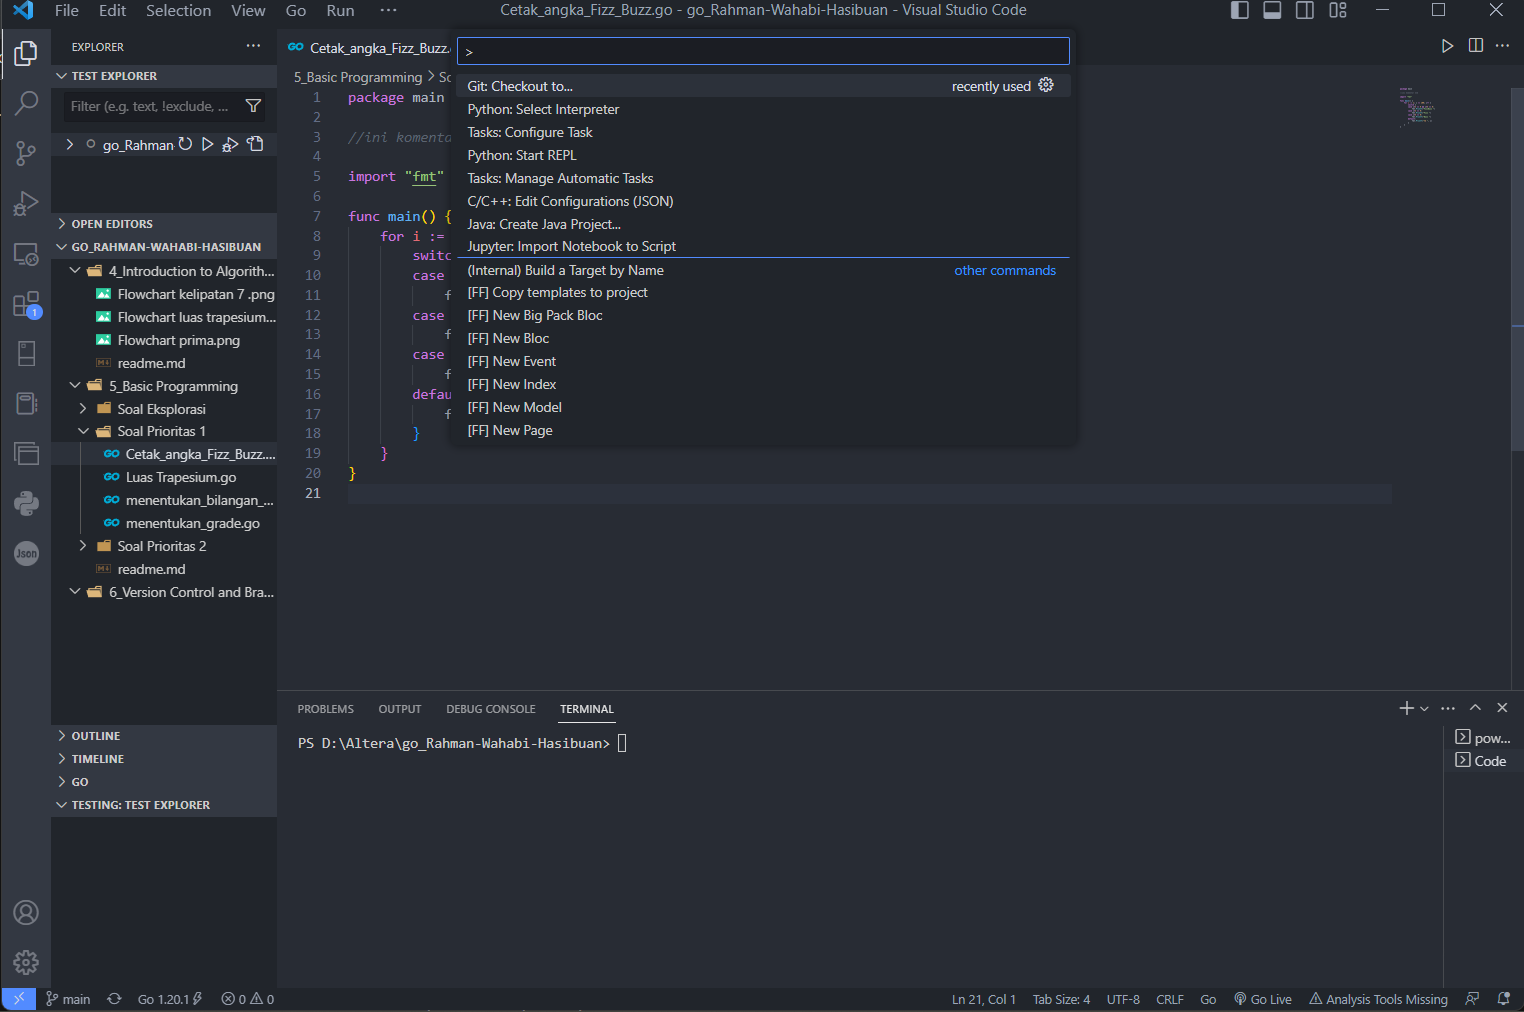 File Edit Selection View Go Run ···
Cetak_angka_Fizz_Buzz.go - go_Rahman-Wahabi-Hasibuan - Visual Studio Code
EXPLORER
TEST EXPLORER
Filter (e.g. text, !exclude, ...
go_Rahman-
OPEN EDITORS
GO_RAHMAN-WAHABI-HASIBUAN
4_Introduction to Algorith...
Flowchart kelipatan 7 .png
Flowchart luas trapesium...
Flowchart prima.png
readme.md
5_Basic Programming
Soal Eksplorasi
Soal Prioritas 1
Cetak_angka_Fizz_Buzz....
Luas Trapesium.go
menentukan_bilangan_...
menentukan_grade.go
Soal Prioritas 2
readme.md
6_Version Control and Bra...
OUTLINE
TIMELINE
GO
TESTING: TEST EXPLORER
1
Json
Cetak_angka_Fizz_Buzz.
5_Basic Programming > So
>
Git: Checkout to... recently used
Python: Select Interpreter
Tasks: Configure Task
Python: Start REPL
Tasks: Manage Automatic Tasks
C/C++: Edit Configurations (JSON)
Java: Create Java Project...
Jupyter: Import Notebook to Script
(Internal) Build a Target by Name other commands
[FF] Copy templates to project
[FF] New Big Pack Bloc
[FF] New Bloc
[FF] New Event
[FF] New Index
[FF] New Model
[FF] New Page
1 package main
2
3 //ini komenta
4
5 import "fmt"
6
7 func main() {
8 for i :=
9 switc
10 case
11 f
12 case
13 f
14 case
15 f
16 defau
17 f
18 }
19 }
20 }
21
PROBLEMS OUTPUT DEBUG CONSOLE TERMINAL
PS D:\Altera\go_Rahman-Wahabi-Hasibuan>
pow...
Code
main Go 1.20.1 0 0 Ln 21, Col 1 Tab Size: 4 UTF-8 CRLF Go Go Live Analysis Tools Missing